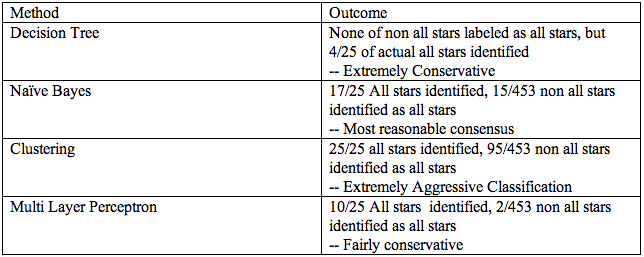 Method Outcome
Decision Tree None of non all stars labeled as all stars, but
4/25 of actual all stars identified
-- Extremely Conservative
Naïve Bayes 17/25 All stars identified, 15/453 non all stars
identified as all stars
-- Most reasonable consensus
Clustering 25/25 all stars identified, 95/453 non all stars
identified as all stars
-- Extremely Aggressive Classification
Multi Layer Perceptron 10/25 All stars  identified, 2/453 non all stars
identified as all stars
-- Fairly conservative